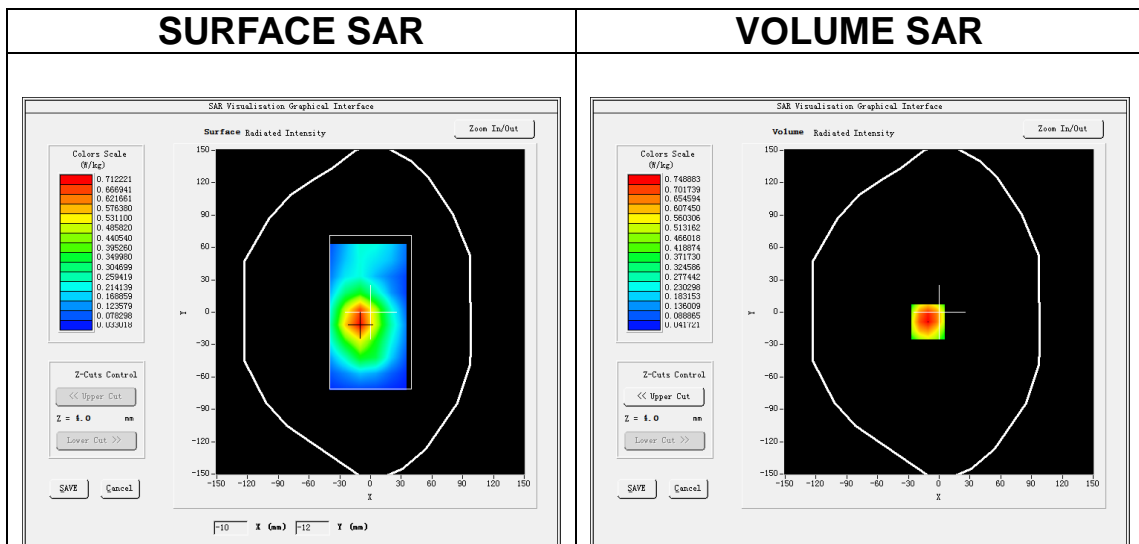 SURFACE SAR
SAR Visualisation Graphical Interface
Surface Radiated Intensity
Zoom In/Out
Colors Scale
(W/kg)
0.712221
0.666941
0.621661
0.576380
0.531100
0.485820
0.440540
0.395260
0.349980
0.304699
0.259419
0.214139
0.168859
0.123579
0.078298
0.033018
Z-Cuts Control
<< Upper Cut
Z = 4.0 mm
Lower Cut >>
SAVE Cancel
150
120
90
60
30
0
-30
-60
-90
-120
-150
Y
-150 -120 -90 -60 -30 0 30 60 90 120 150
X
-10 X (mm) -12 Y (mm)
VOLUME SAR
SAR Visualisation Graphical Interface
Volume Radiated Intensity
Zoom In/Out
Colors Scale
(W/kg)
0.748883
0.701739
0.654594
0.607450
0.560306
0.513162
0.466018
0.418874
0.371730
0.324586
0.277442
0.230298
0.183153
0.136009
0.088865
0.041721
Z-Cuts Control
<< Upper Cut
Z = 4.0 mm
Lower Cut >>
SAVE Cancel
150
120
90
60
30
0
-30
-60
-90
-120
-150
Y
-150 -120 -90 -60 -30 0 30 60 90 120 150
X